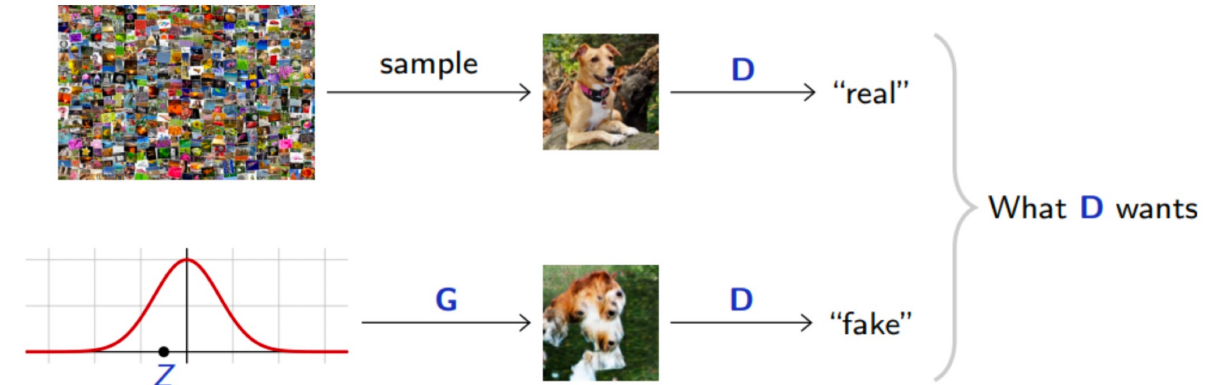 sample
D
“real”
What D wants
G
D
“fake”
Z